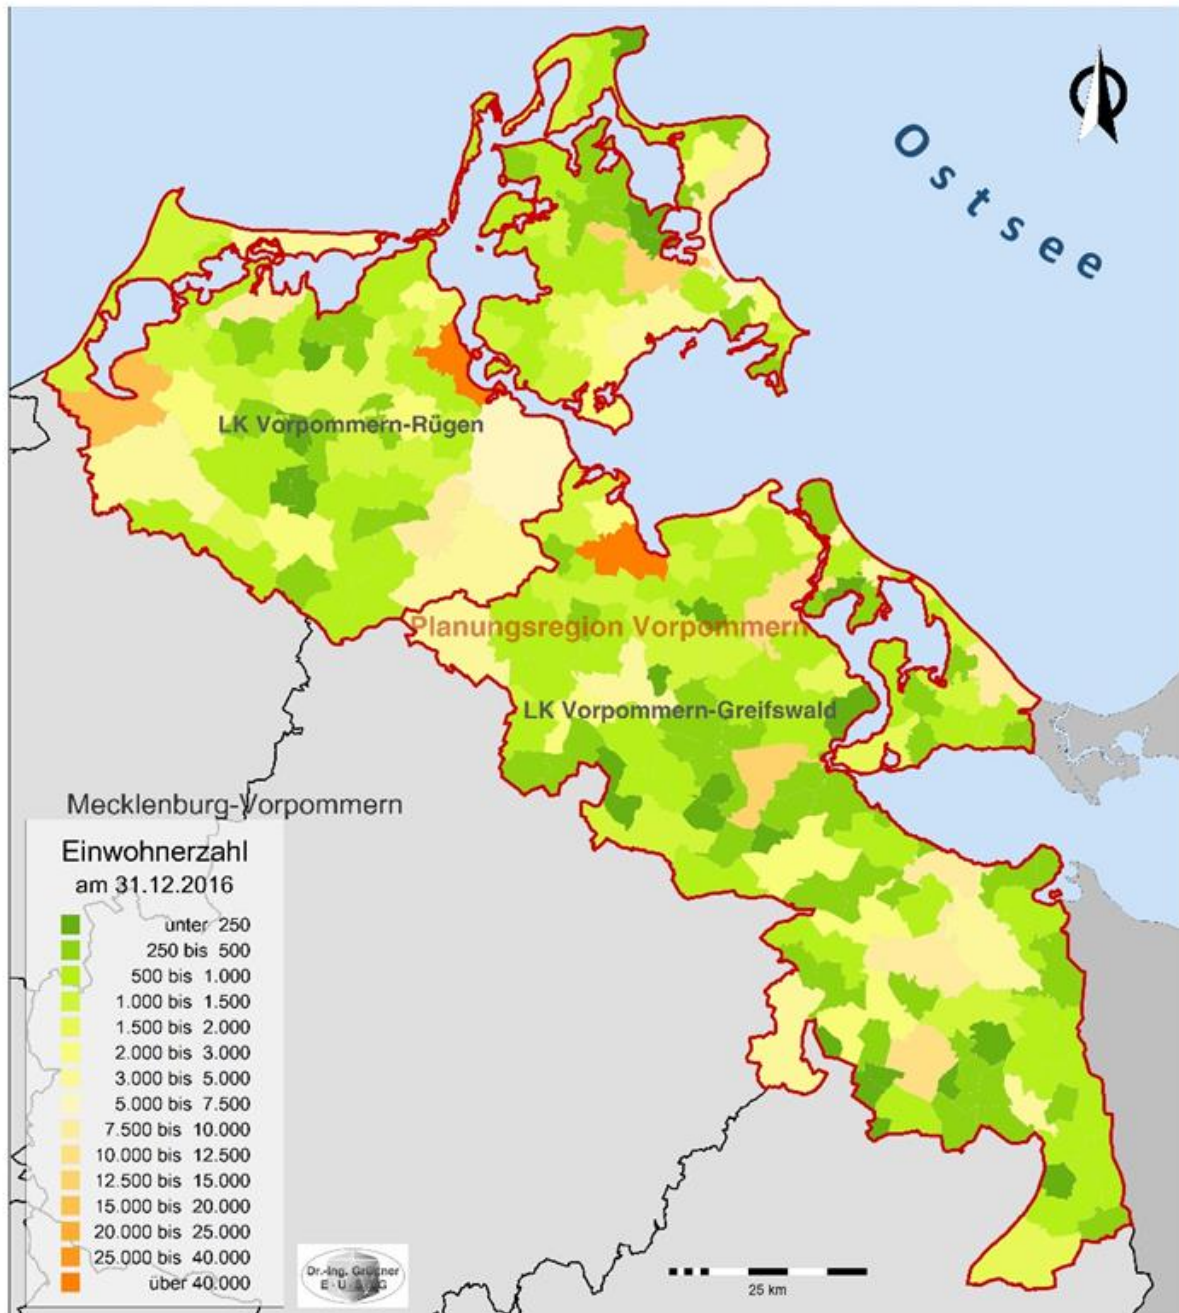 Ostsee
LK Vorpommern-Rügen
Planungsregion Vorpommern
LK Vorpommern-Greifswald
Mecklenburg-Vorpommern
Einwohnerzahl
am 31.12.2016
unter 250
250 bis 500
500 bis 1.000
1.000 bis 1.500
1.500 bis 2.000
2.000 bis 3.000
3.000 bis 5.000
5.000 bis 7.500
7.500 bis 10.000
10.000 bis 12.500
12.500 bis 15.000
15.000 bis 20.000
20.000 bis 25.000
25.000 bis 40.000
über 40.000
Dr.-Ing.
25 km